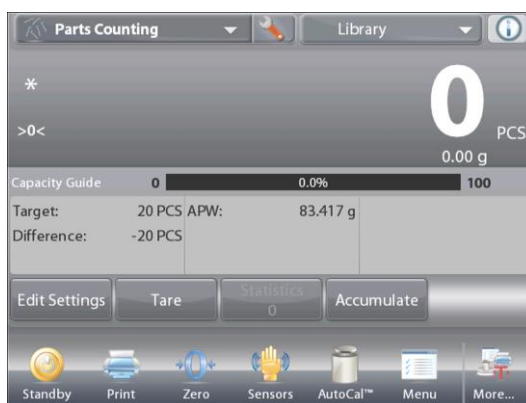 Parts Counting Library
*
>0<
0 PCS
0.00 g
Capacity Guide 0 0.0% 100
Target: 20 PCS APW: 83.417 g
Difference: -20 PCS
Edit Settings Tare Statistics 0 Accumulate
Standby Print Zero Sensors AutoCal™ Menu More...